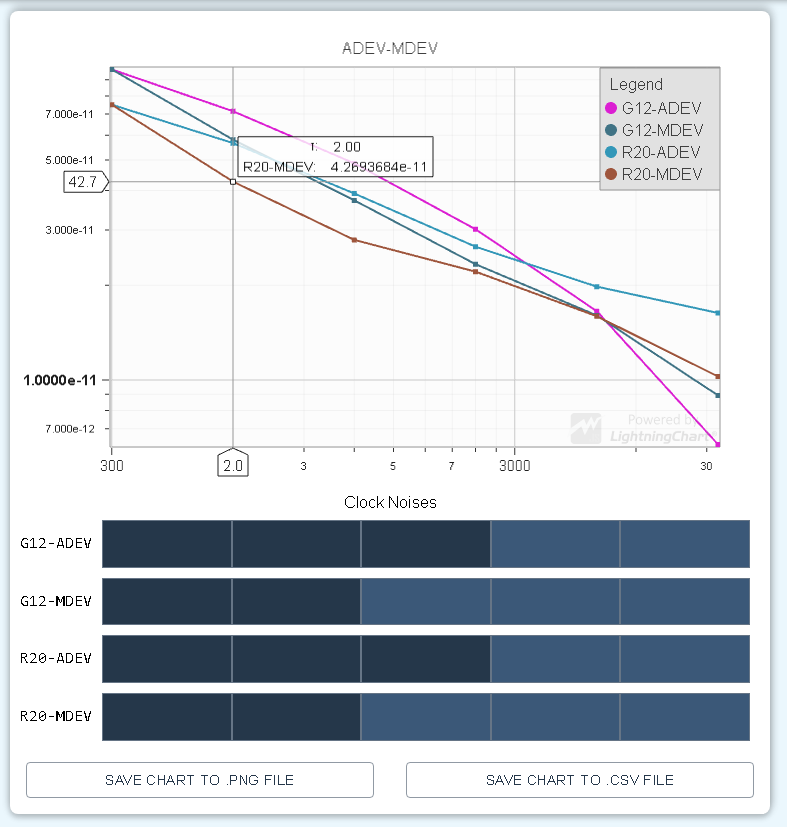 ADEV-MDEV
Legend
G12-ADEV
G12-MDEV
R20-ADEV
R20-MDEV
7.000e-11
5.000e-11
42.7
3.000e-11
1.0000e-11
7.000e-12
τ: 2.00
R20-MDEV: 4.2693684e-11
Powered by
LightningChart
300
2.0
3
5
7
3000
30
Clock Noises
G12-ADEV
G12-MDEV
R20-ADEV
R20-MDEV
SAVE CHART TO .PNG FILE
SAVE CHART TO .CSV FILE